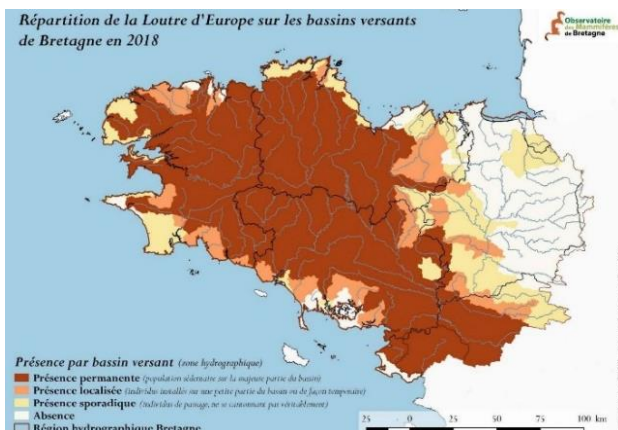 Répartition de la Loutre d'Europe sur les bassins versants
de Bretagne en 2018
Observatoire
des Mammifères
de Bretagne
Présence par bassin versant (zone hydrographique)
Présence permanente (population sédentaire sur la majeure partie du bassin)
Présence localisée (individus installés sur une petite partie du bassin ou de façon temporaire)
Présence sporadique (individus de passage, ne se cantonnant pas véritablement)
Absence
Région hydrographique Bretagne
25 0 25 50 75 100 km